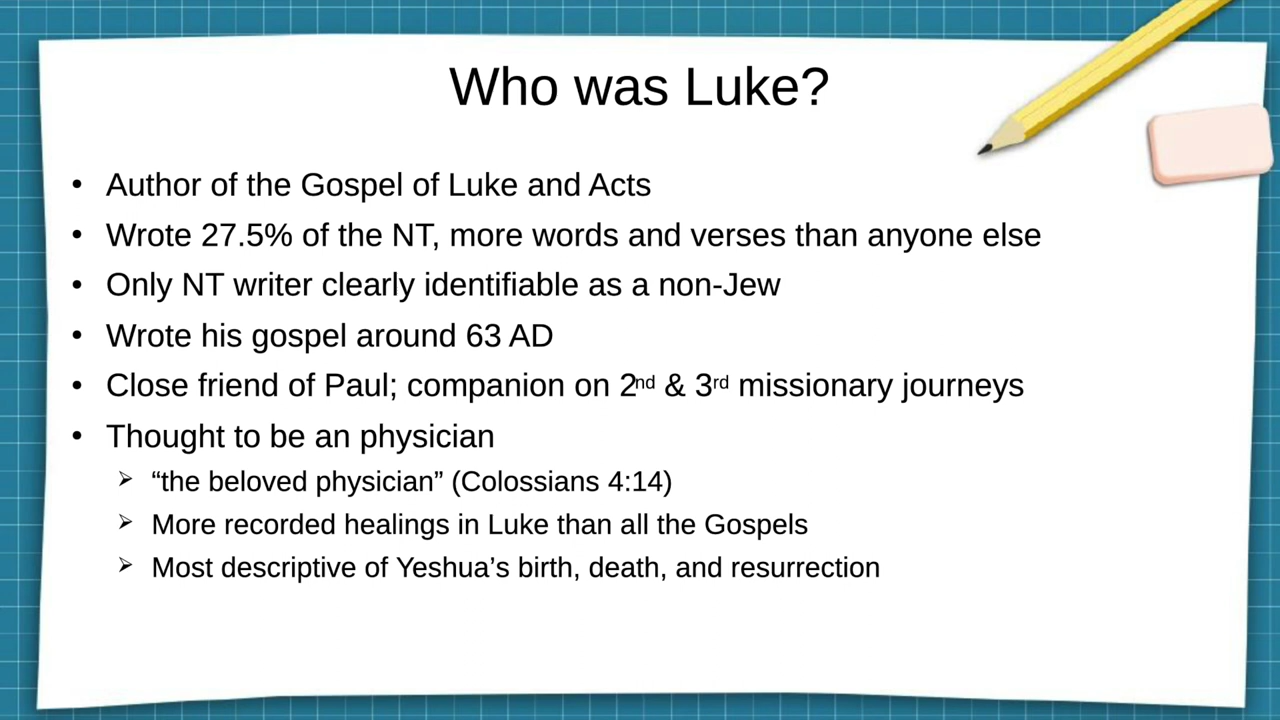 Who was Luke?
• Author of the Gospel of Luke and Acts
• Wrote 27.5% of the NT, more words and verses than anyone else
• Only NT writer clearly identifiable as a non-Jew
• Wrote his gospel around 63 AD
• Close friend of Paul; companion on 2nd & 3rd missionary journeys
• Thought to be an physician
➢ “the beloved physician” (Colossians 4:14)
➢ More recorded healings in Luke than all the Gospels
➢ Most descriptive of Yeshua’s birth, death, and resurrection